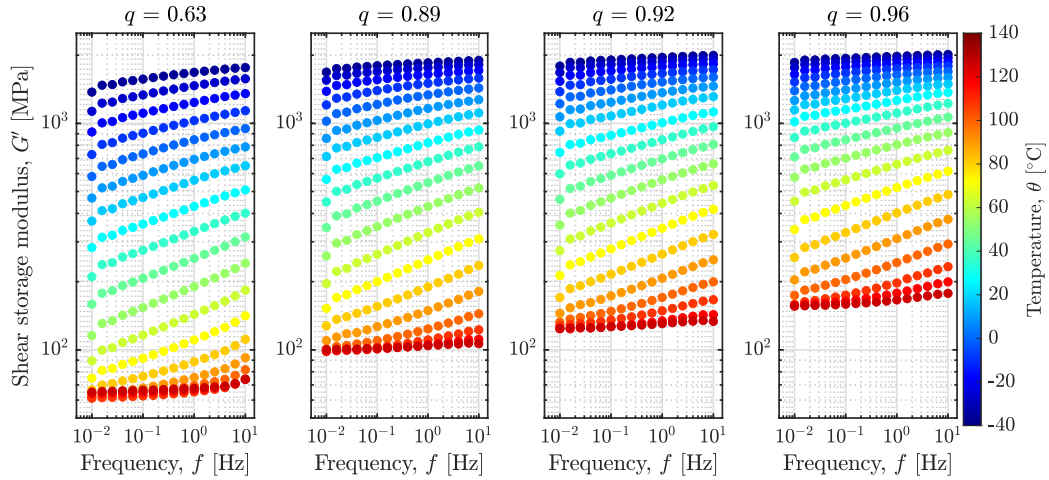 q = 0.63
q = 0.89
q = 0.92
q = 0.96
Shear storage modulus, G′ [MPa]
10³
10²
10³
10²
10³
10²
10³
10²
10⁻² 10⁻¹ 10⁰ 10¹
10⁻² 10⁻¹ 10⁰ 10¹
10⁻² 10⁻¹ 10⁰ 10¹
10⁻² 10⁻¹ 10⁰ 10¹
Frequency, f [Hz]
Frequency, f [Hz]
Frequency, f [Hz]
Frequency, f [Hz]
140
120
100
80
60
40
20
0
-20
-40
Temperature, θ [°C]